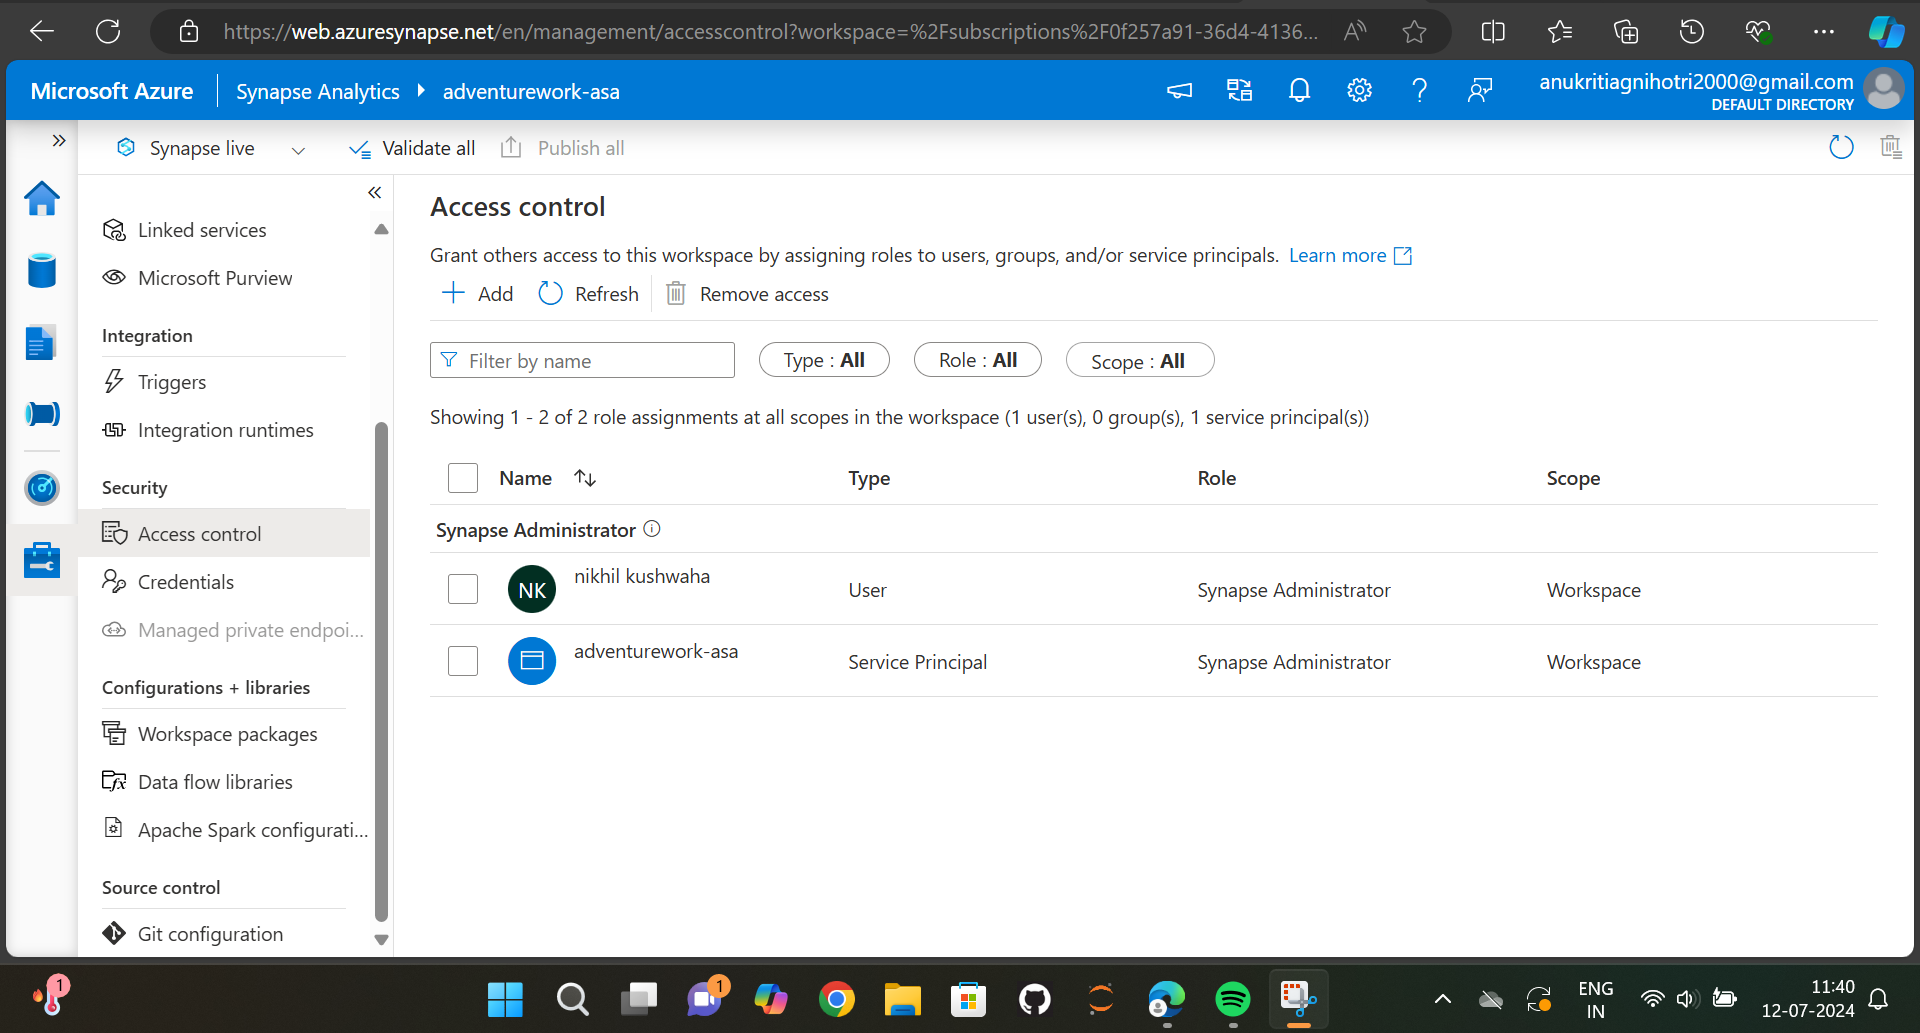 https://web.azuresynapse.net/en/management/accesscontrol?workspace=%2Fsubscriptions%2F0f257a91-36d4-4136...
Microsoft Azure
Synapse Analytics
adventurework-asa
anukritiagnihotri2000@gmail.com
DEFAULT DIRECTORY
Synapse live
Validate all
Publish all
Linked services
Microsoft Purview
Integration
Triggers
Integration runtimes
Security
Access control
Credentials
Managed private endpoi...
Configurations + libraries
Workspace packages
Data flow libraries
Apache Spark configurati...
Source control
Git configuration
Access control
Grant others access to this workspace by assigning roles to users, groups, and/or service principals. Learn more
Add
Refresh
Remove access
Filter by name
Type : All
Role : All
Scope : All
Showing 1 - 2 of 2 role assignments at all scopes in the workspace (1 user(s), 0 group(s), 1 service principal(s))
Name Type Role Scope
Synapse Administrator
NK nikhil kushwaha User Synapse Administrator Workspace
adventurework-asa Service Principal Synapse Administrator Workspace
1
1
ENG
IN
11:40
12-07-2024